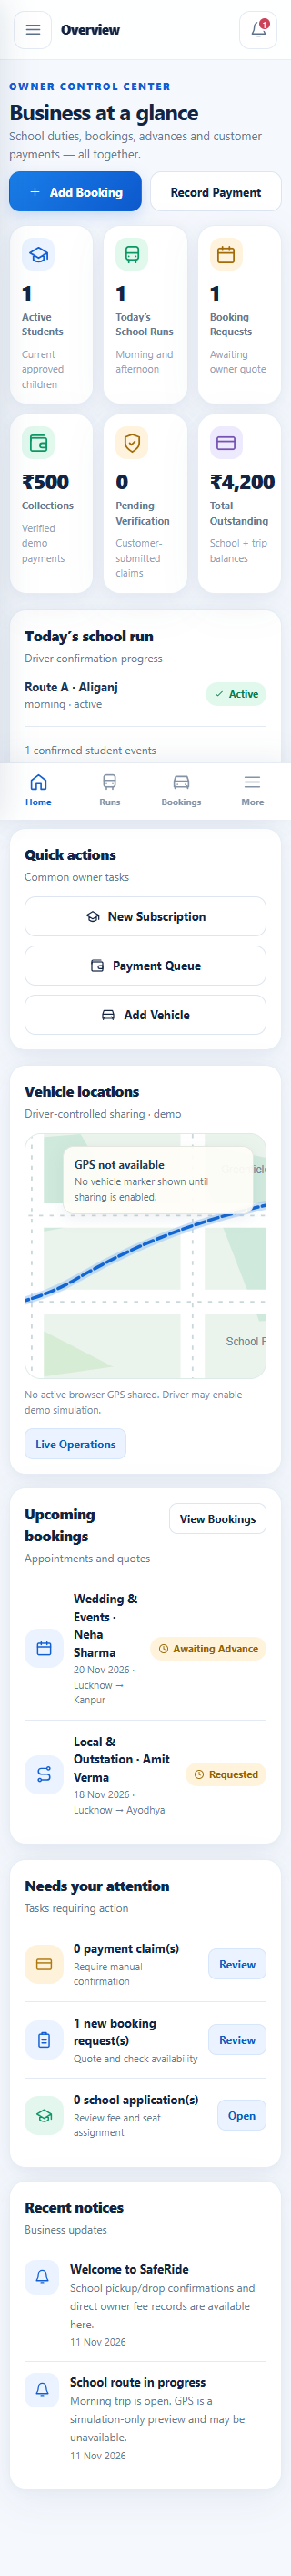 Overview
1
OWNER CONTROL CENTER
Business at a glance
School duties, bookings, advances and customer
payments — all together.
+ Add Booking
Record Payment
1
Active
Students
Current
approved
children
1
Today's
School Runs
Morning and
afternoon
1
Booking
Requests
Awaiting
owner quote
₹500
Collections
Verified
demo
payments
0
Pending
Verification
Customer-
submitted
claims
₹4,200
Total
Outstanding
School + trip
balances
Today's school run
Driver confirmation progress
Route A · Aliganj
morning · active
Active
1 confirmed student events
Home
Runs
Bookings
More
Quick actions
Common owner tasks
New Subscription
Payment Queue
Add Vehicle
Vehicle locations
Driver-controlled sharing · demo
GPS not available
No vehicle marker shown until
sharing is enabled.
School
No active browser GPS shared. Driver may enable
demo simulation.
Live Operations
Upcoming
bookings
View Bookings
Appointments and quotes
Wedding &
Events ·
Neha
Sharma
20 Nov 2026 ·
Lucknow →
Kanpur
Awaiting Advance
Local &
Outstation · Amit
Verma
18 Nov 2026 ·
Lucknow → Ayodhya
Requested
Needs your attention
Tasks requiring action
0 payment claim(s)
Require manual
confirmation
Review
1 new booking
request(s)
Quote and check availability
Review
0 school application(s)
Review fee and seat
assignment
Open
Recent notices
Business updates
Welcome to SafeRide
School pickup/drop confirmations and
direct owner fee records are available
here.
11 Nov 2026
School route in progress
Morning trip is open. GPS is a
simulation-only preview and may be
unavailable.
11 Nov 2026